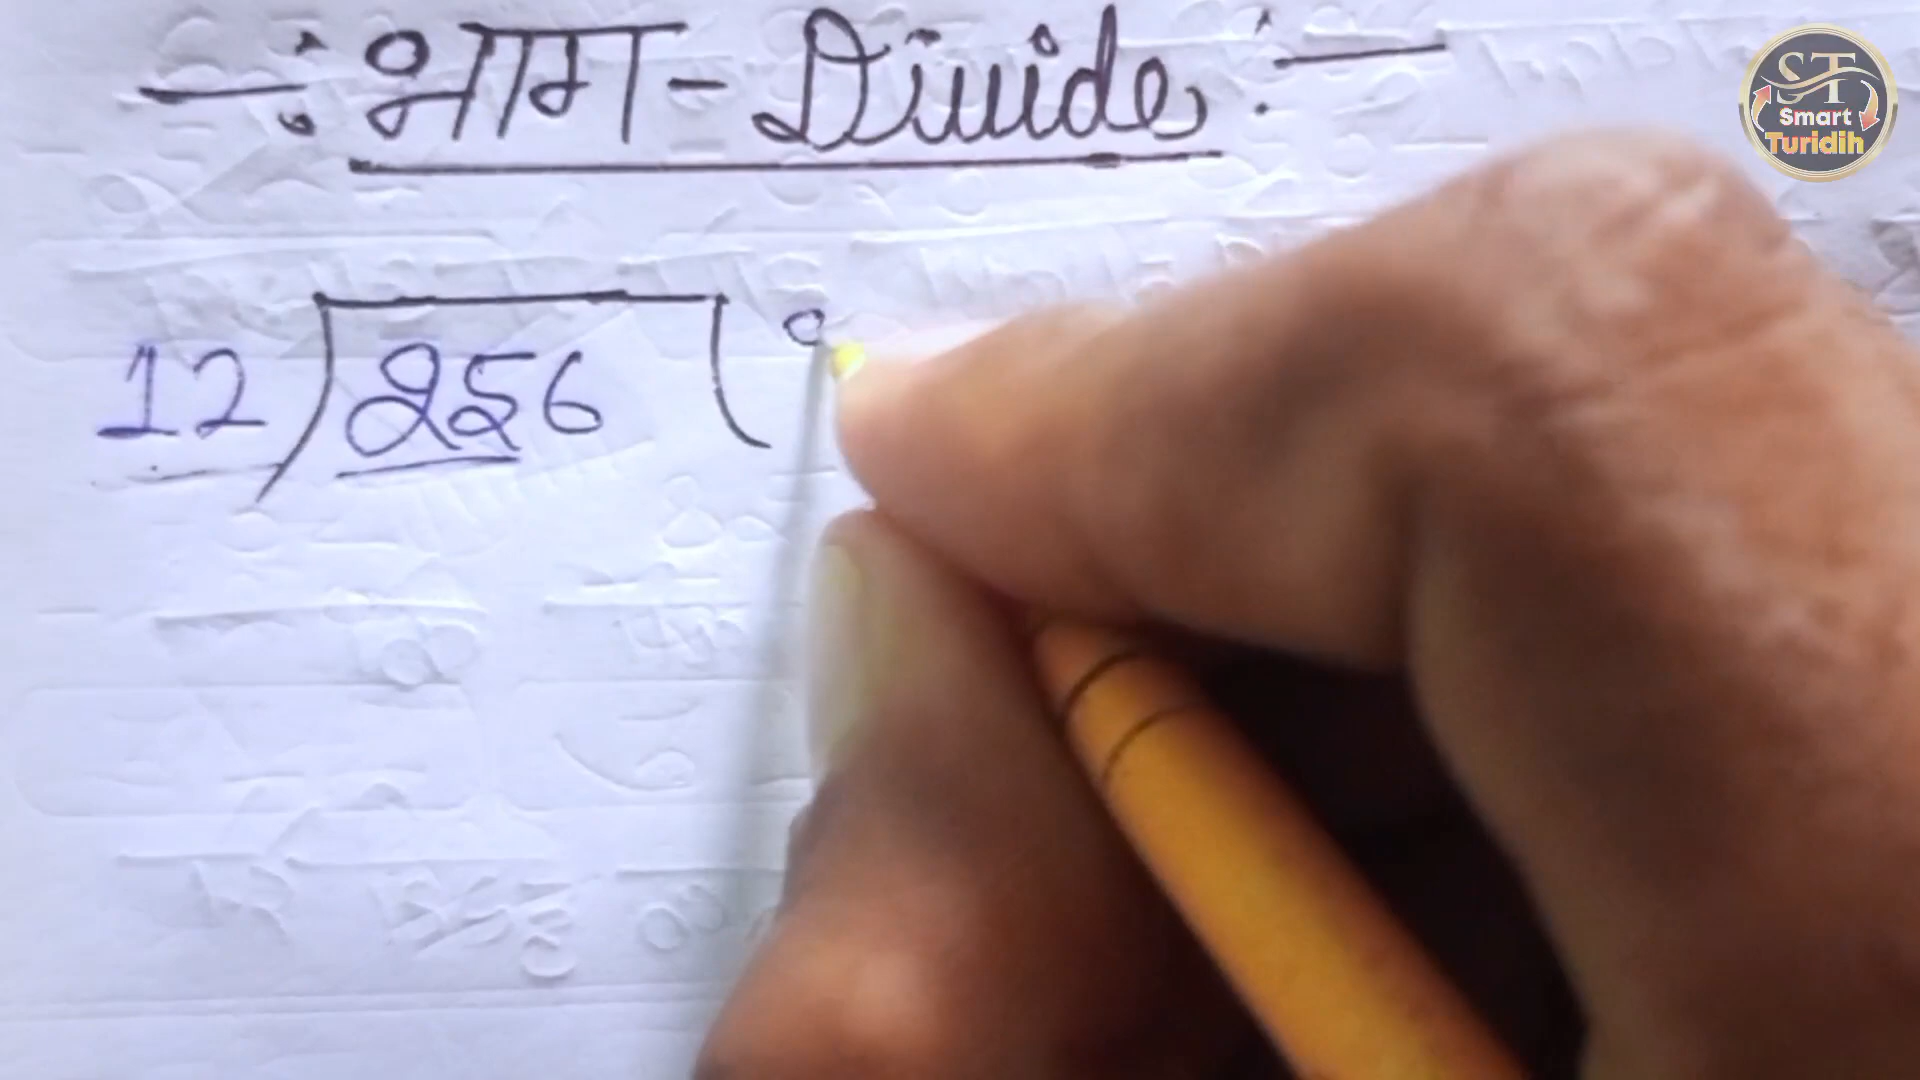 -: भाग - Divide :-
12) 256 (
ST
Smart
Turidih